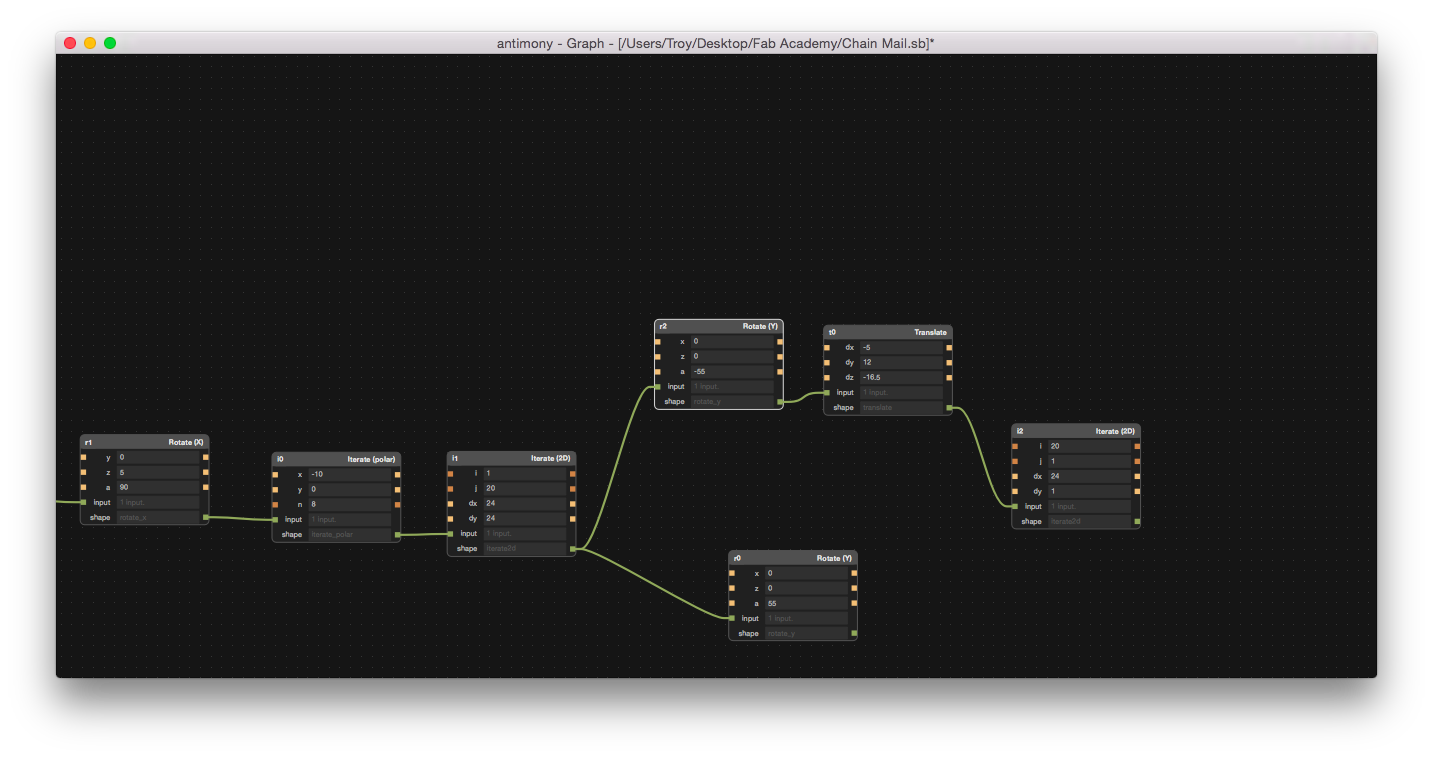 antimony - Graph - [/Users/Troy/Desktop/Fab Academy/Chain Mail.sb]*
r2 Rotate (Y)
x 0
z 0
a -55
input 1 input.
shape rotate_y
t0 Translate
dx -5
dy 12
dz -16.5
input 1 input.
shape translate
i2 Iterate (2D)
i 20
j 1
dx 24
dy 1
input 1 input.
shape iterate2d
r1 Rotate (X)
y 0
z 5
a 90
input 1 input.
shape rotate_x
i0 Iterate (polar)
x -10
y 0
n 8
input 1 input.
shape iterate_polar
i1 Iterate (2D)
i 1
j 20
dx 24
dy 24
input 1 input.
shape iterate2d
r0 Rotate (Y)
x 0
z 0
a 55
input 1 input.
shape rotate_y